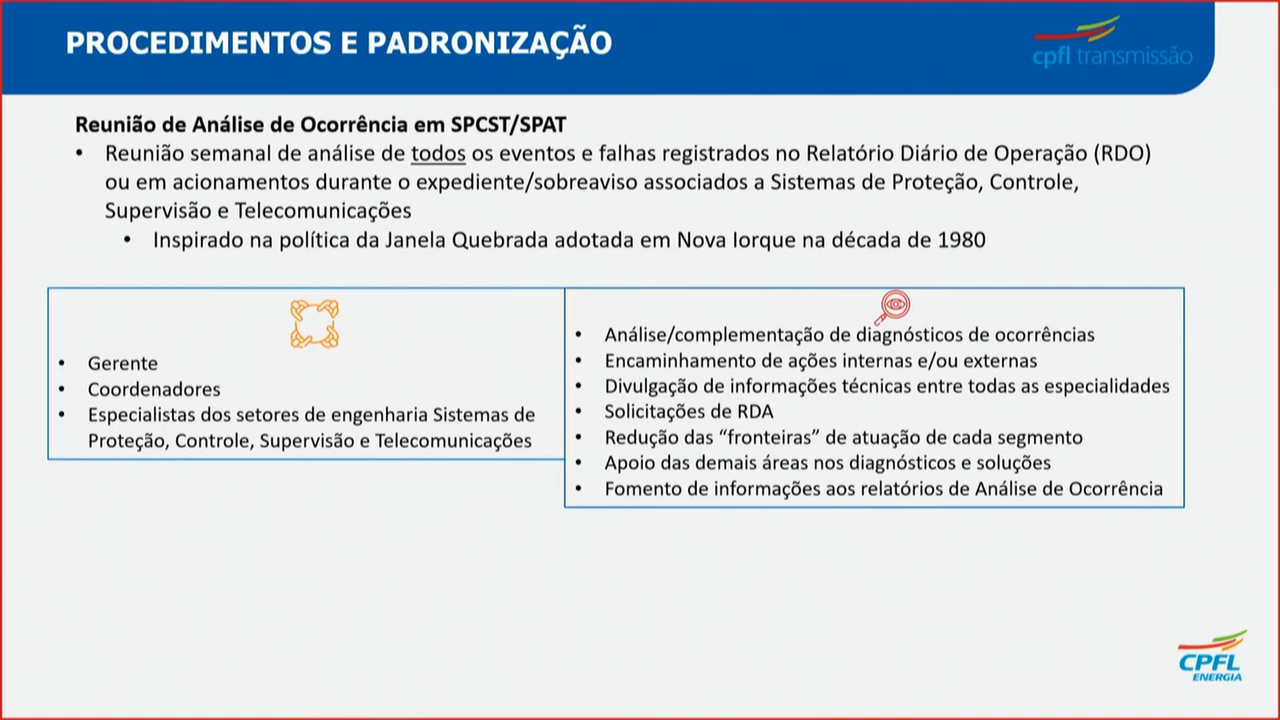 PROCEDIMENTOS E PADRONIZAÇÃO
cpfl transmissão
Reunião de Análise de Ocorrência em SPCST/SPAT
• Reunião semanal de análise de todos os eventos e falhas registrados no Relatório Diário de Operação (RDO)
ou em acionamentos durante o expediente/sobreaviso associados a Sistemas de Proteção, Controle,
Supervisão e Telecomunicações
• Inspirado na política da Janela Quebrada adotada em Nova Iorque na década de 1980
• Gerente
• Coordenadores
• Especialistas dos setores de engenharia Sistemas de
Proteção, Controle, Supervisão e Telecomunicações
• Análise/complementação de diagnósticos de ocorrências
• Encaminhamento de ações internas e/ou externas
• Divulgação de informações técnicas entre todas as especialidades
• Solicitações de RDA
• Redução das “fronteiras” de atuação de cada segmento
• Apoio das demais áreas nos diagnósticos e soluções
• Fomento de informações aos relatórios de Análise de Ocorrência
CPFL
ENERGIA